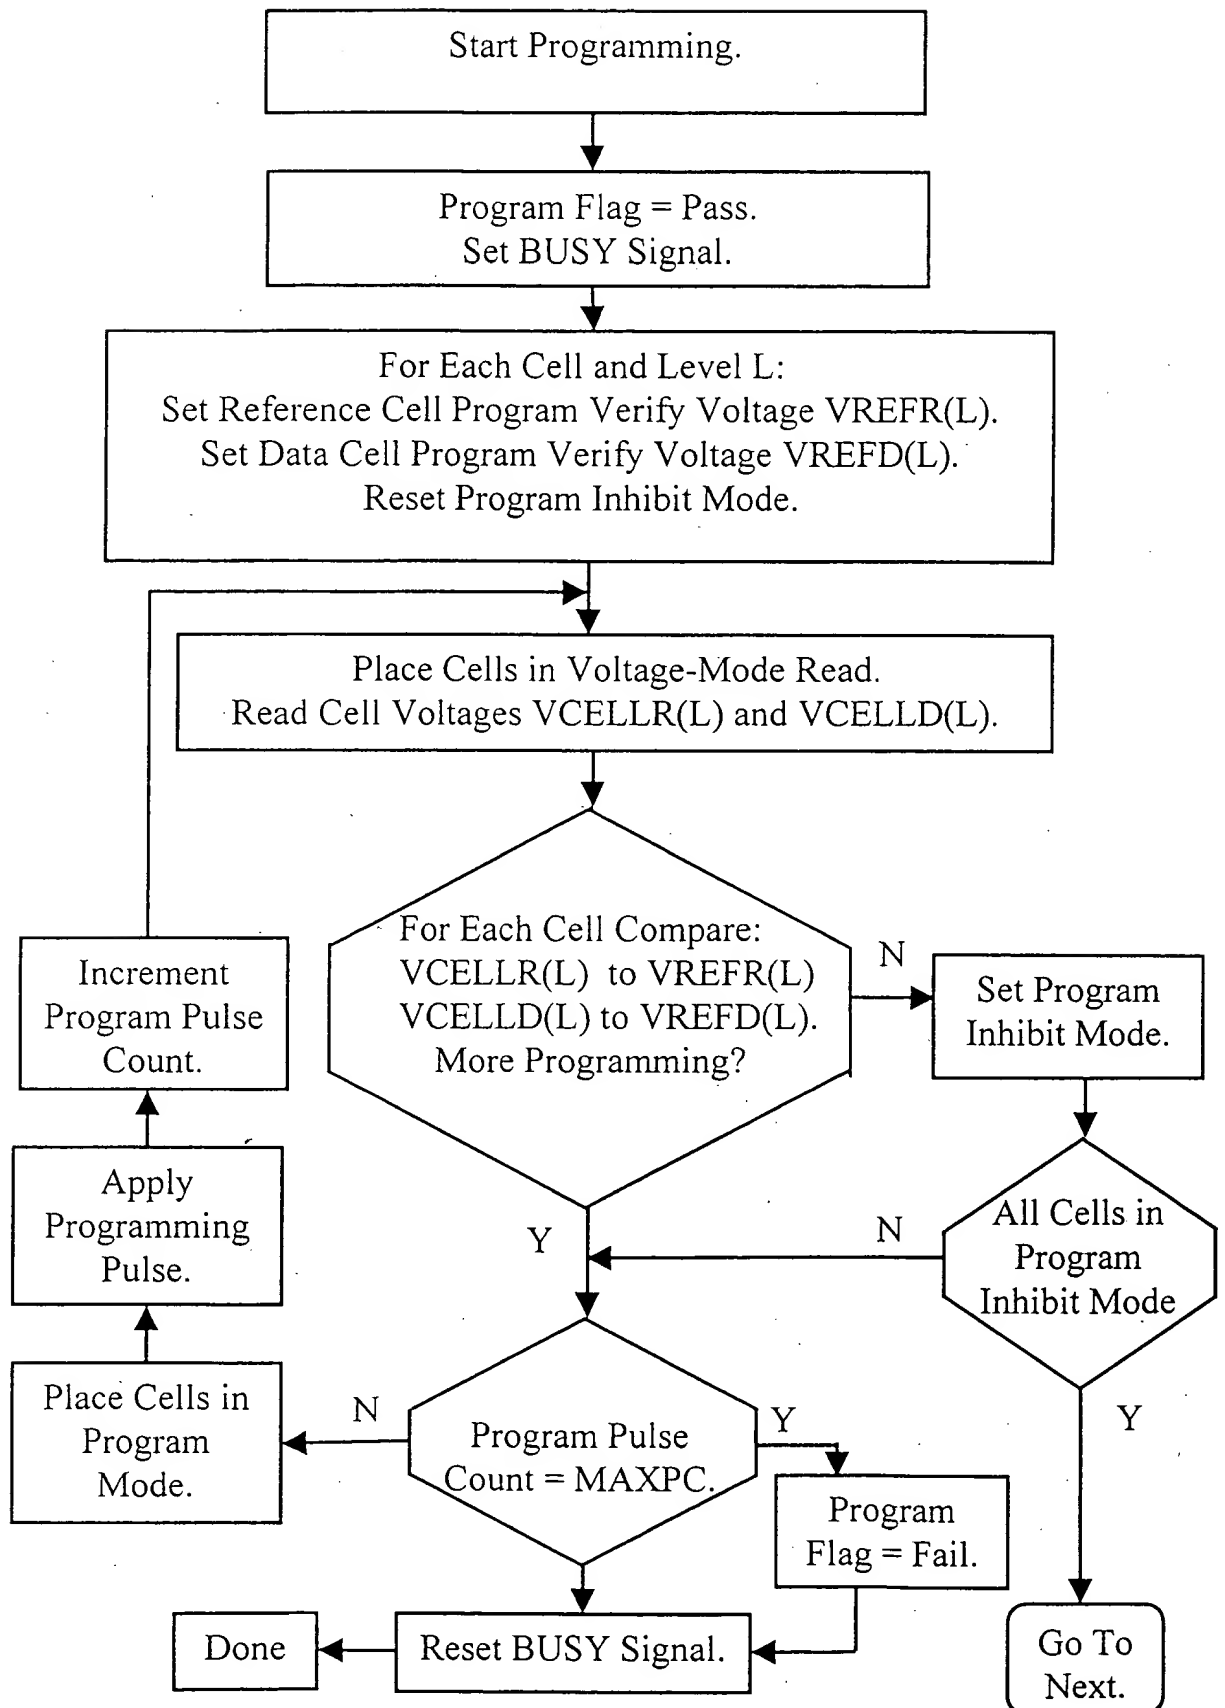 Start Programming.
Program Flag = Pass.
Set BUSY Signal.
For Each Cell and Level L:
Set Reference Cell Program Verify Voltage VREFR(L).
Set Data Cell Program Verify Voltage VREFD(L).
Reset Program Inhibit Mode.
Place Cells in Voltage-Mode Read.
Read Cell Voltages VCELLR(L) and VCELLD(L).
For Each Cell Compare:
VCELLR(L) to VREFR(L)
VCELLD(L) to VREFD(L).
More Programming?
N
Set Program
Inhibit Mode.
Increment
Program Pulse
Count.
Apply
Programming
Pulse.
Y
N
All Cells in
Program
Inhibit Mode
Place Cells in
Program
Mode.
N
Program Pulse
Count = MAXPC.
Y
Y
Program
Flag = Fail.
Done
Reset BUSY Signal.
Go To
Next.